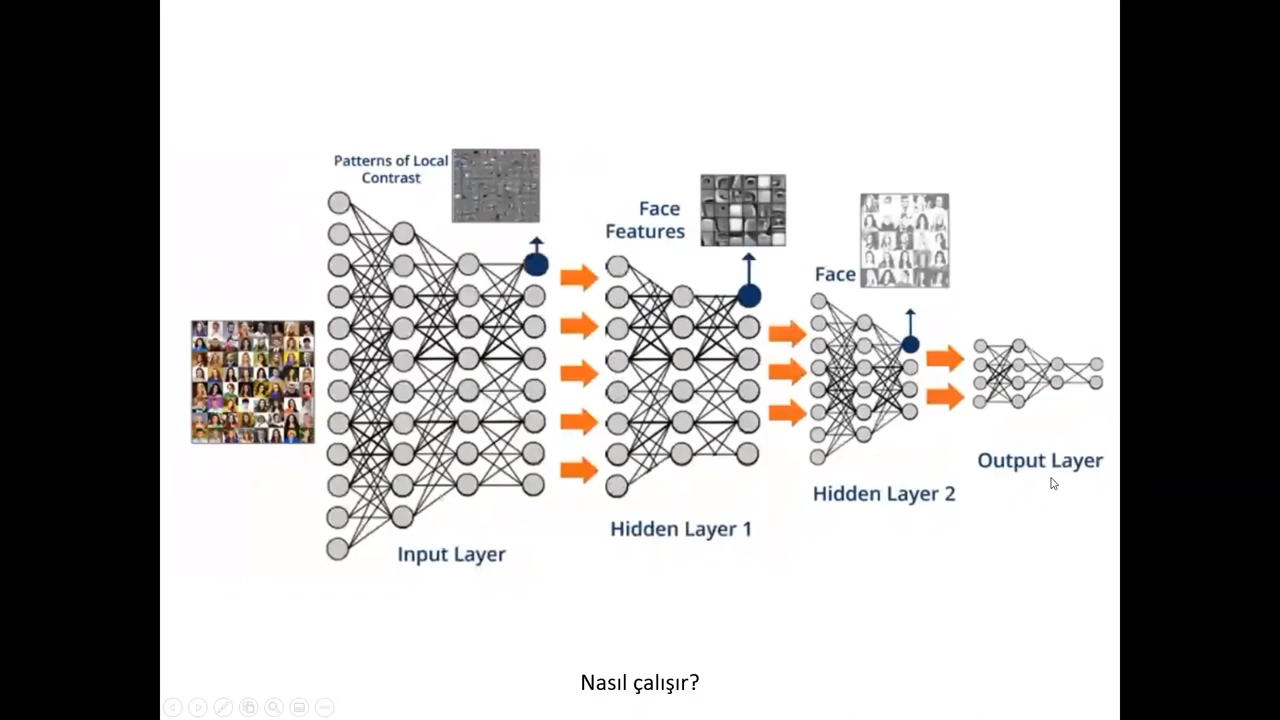 Patterns of Local
Contrast
Face
Features
Face
Input Layer
Hidden Layer 1
Hidden Layer 2
Output Layer
Nasıl çalışır?